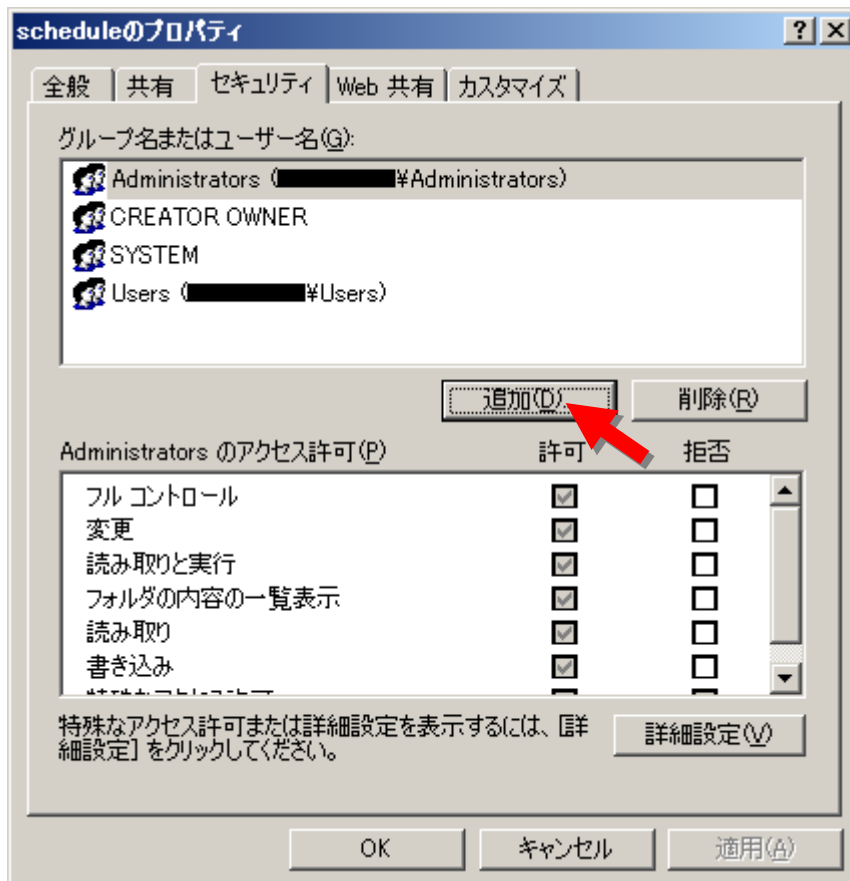 scheduleのプロパティ
全般 共有 セキュリティ Web 共有 カスタマイズ
グループ名またはユーザー名(G):
Administrators ( ¥Administrators)
CREATOR OWNER
SYSTEM
Users ( ¥Users)
追加(D)... 削除(R)
Administrators のアクセス許可(P) 許可 拒否
フル コントロール
変更
読み取りと実行
フォルダの内容の一覧表示
読み取り
書き込み
特殊なアクセス許可または詳細設定を表示するには、[詳
細設定] をクリックしてください。
詳細設定(V)
OK キャンセル 適用(A)